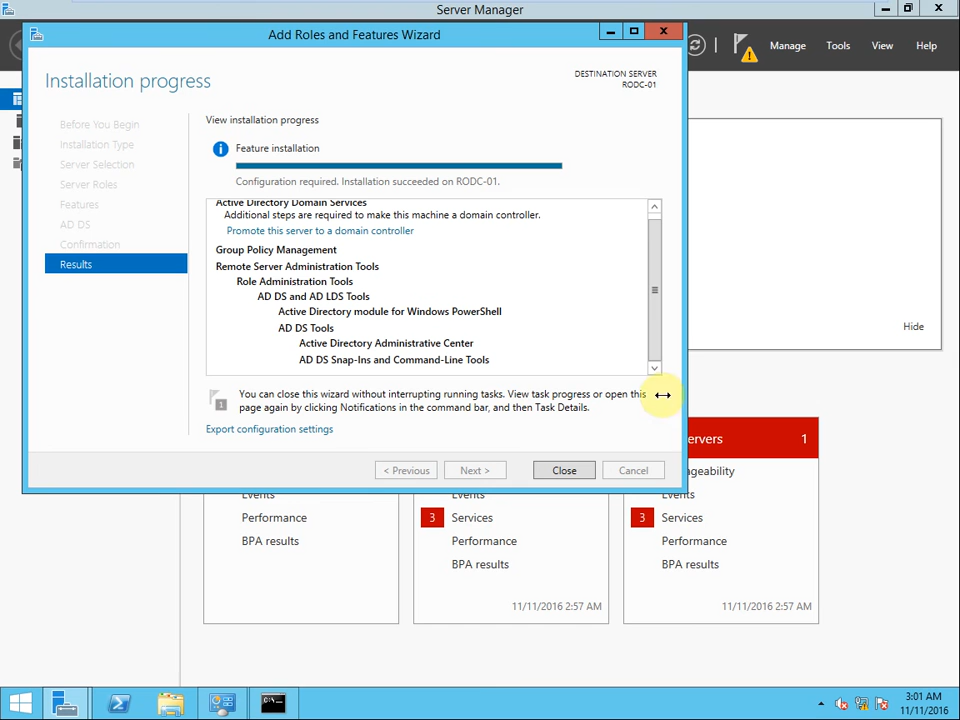 Server Manager
Manage
Tools
View
Help
Add Roles and Features Wizard
Installation progress
DESTINATION SERVER
RODC-01
Before You Begin
Installation Type
Server Selection
Server Roles
Features
AD DS
Confirmation
Results
View installation progress
Feature installation
Configuration required. Installation succeeded on RODC-01.
Active Directory Domain Services
Additional steps are required to make this machine a domain controller.
Promote this server to a domain controller
Group Policy Management
Remote Server Administration Tools
Role Administration Tools
AD DS and AD LDS Tools
Active Directory module for Windows PowerShell
AD DS Tools
Active Directory Administrative Center
AD DS Snap-Ins and Command-Line Tools
1
You can close this wizard without interrupting running tasks. View task progress or open this
page again by clicking Notifications in the command bar, and then Task Details.
Export configuration settings
< Previous
Next >
Close
Cancel
Hide
ervers 1
geability
Events
Performance
BPA results
Events
3 Services
Performance
BPA results
11/11/2016 2:57 AM
Events
3 Services
Performance
BPA results
11/11/2016 2:57 AM
3:01 AM
11/11/2016